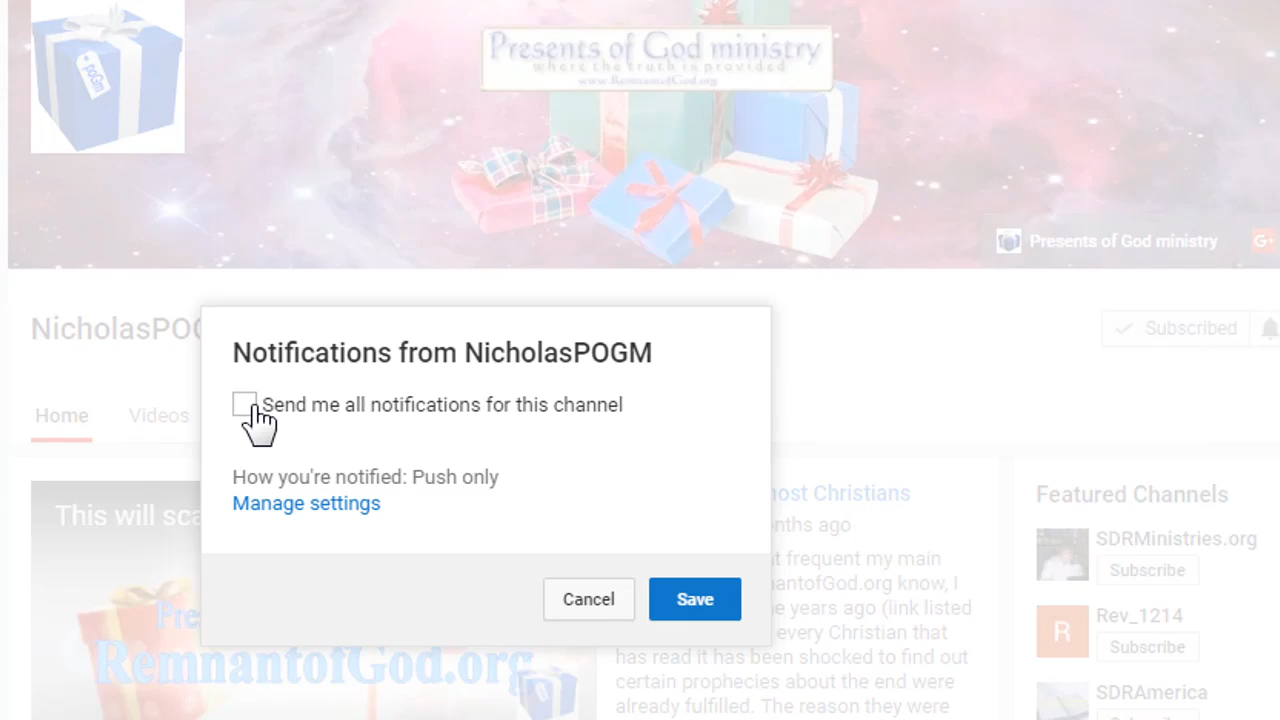 poGm
Presents of God ministry
where the truth is provided
www.RemnantofGod.org
Presents of God ministry
G+
NicholasPOG
Subscribed
Notifications from NicholasPOGM
Send me all notifications for this channel
How you're notified: Push only
Manage settings
Cancel
Save
Home
Videos
This will sca
Pre
RemnantofGod.org
most Christians
nths ago
t frequent my main
nantofGod.org know, I
e years ago (link listed
every Christian that
has read it has been shocked to find out
certain prophecies about the end were
already fulfilled. The reason they were
Featured Channels
SDRMinistries.org
Subscribe
R
Rev_1214
Subscribe
SDRAmerica